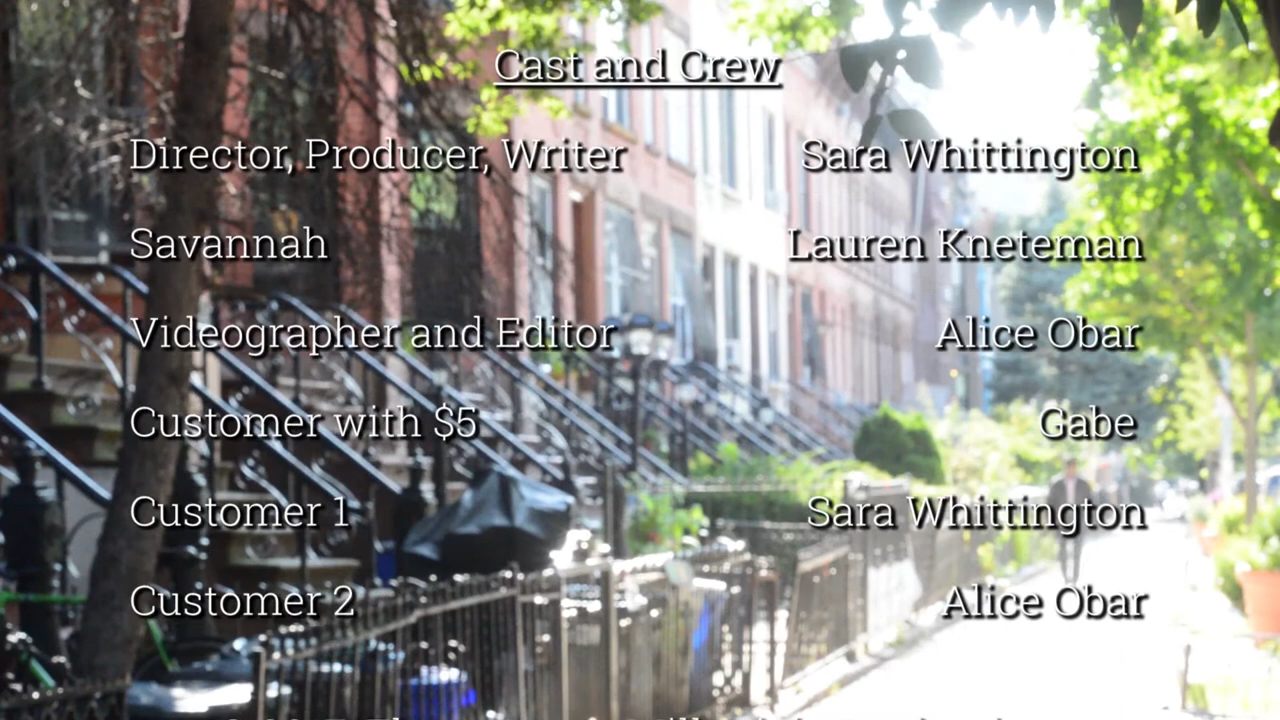 Cast and Crew
Director, Producer, Writer Sara Whittington
Savannah Lauren Kneteman
Videographer and Editor Alice Obar
Customer with $5 Gabe
Customer 1 Sara Whittington
Customer 2 Alice Obar